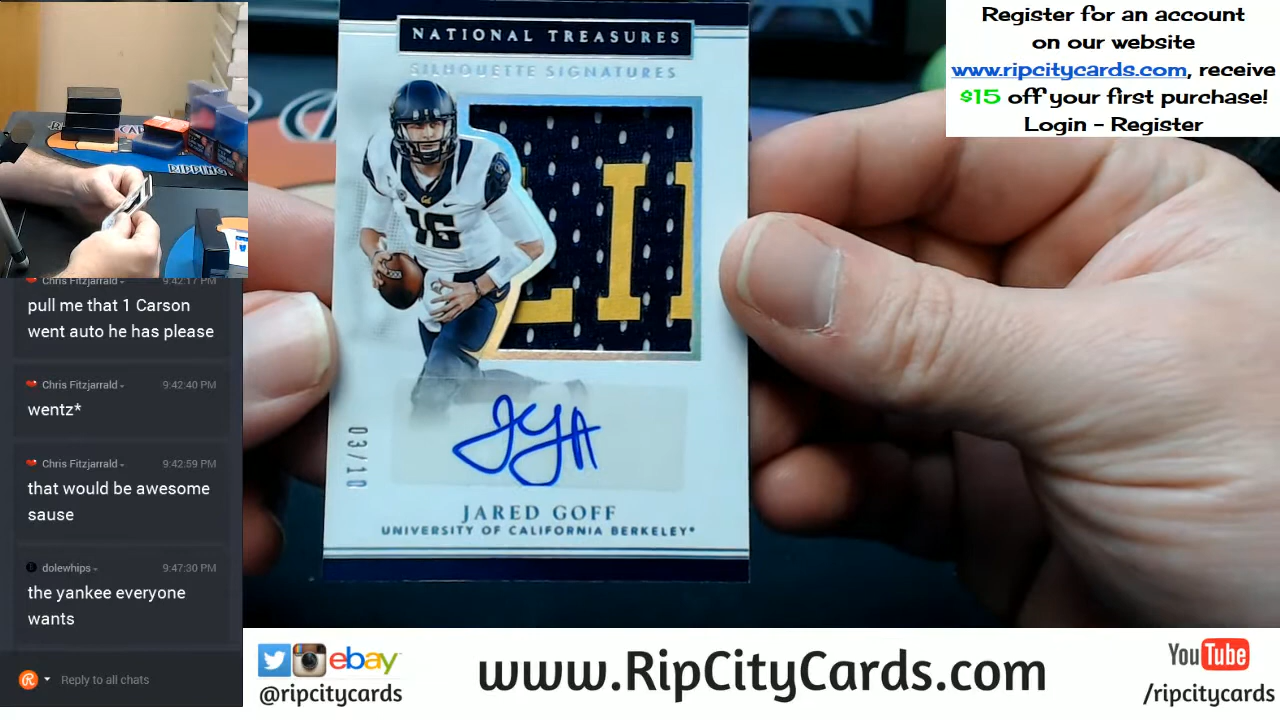 Register for an account
on our website
www.ripcitycards.com, receive
$15 off your first purchase!
Login - Register
NATIONAL TREASURES
SILHOUETTE SIGNATURES
Cal
16
LI
03/10
JARED GOFF
UNIVERSITY OF CALIFORNIA BERKELEY*
RIPPING
Chris Fitzjarrald 9:42:17 PM
pull me that 1 Carson
went auto he has please
Chris Fitzjarrald 9:42:40 PM
wentz*
Chris Fitzjarrald 9:42:59 PM
that would be awesome
sause
dolewhips 9:47:30 PM
the yankee everyone
wants
Reply to all chats
ebay
@ripcitycards
www.RipCityCards.com
YouTube
/ripcitycards